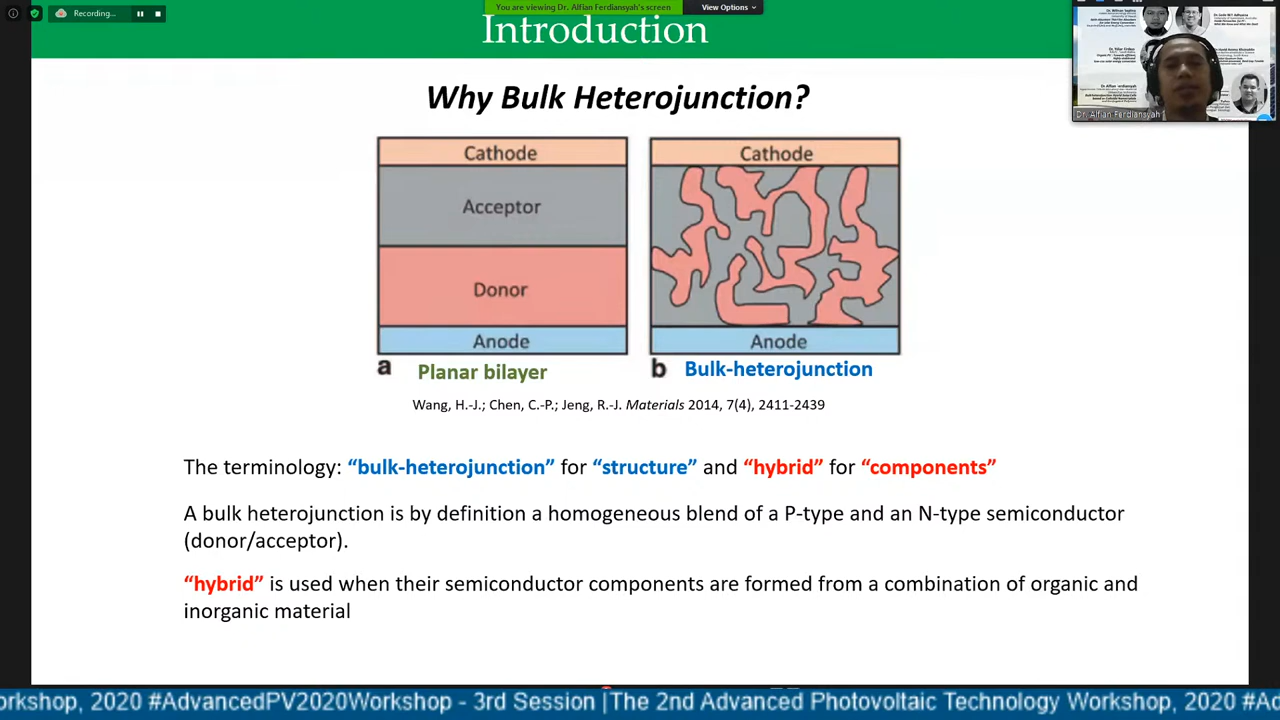 Recording...
You are viewing Dr. Alfian Ferdiansyah's screen
View Options
Introduction
Dr. Alfian Ferdiansyah
Why Bulk Heterojunction?
Cathode
Acceptor
Donor
Anode
a
Planar bilayer
Cathode
Anode
b
Bulk-heterojunction
Wang, H.-J.; Chen, C.-P.; Jeng, R.-J. Materials 2014, 7(4), 2411-2439
The terminology: “bulk-heterojunction” for “structure” and “hybrid” for “components”
A bulk heterojunction is by definition a homogeneous blend of a P-type and an N-type semiconductor
(donor/acceptor).
“hybrid” is used when their semiconductor components are formed from a combination of organic and
inorganic material
orkshop, 2020 #AdvancedPV2020Workshop - 3rd Session |The 2nd Advanced Photovoltaic Technology Workshop, 2020 #Ad